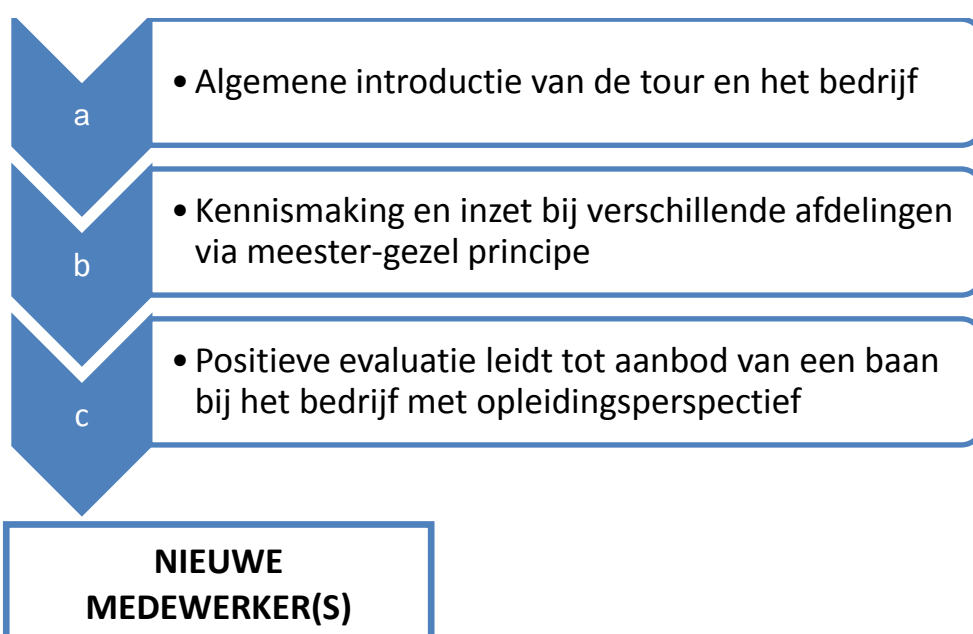 a
• Algemene introductie van de tour en het bedrijf
b
• Kennismaking en inzet bij verschillende afdelingen
via meester-gezel principe
c
• Positieve evaluatie leidt tot aanbod van een baan
bij het bedrijf met opleidingsperspectief
NIEUWE
MEDEWERKER(S)